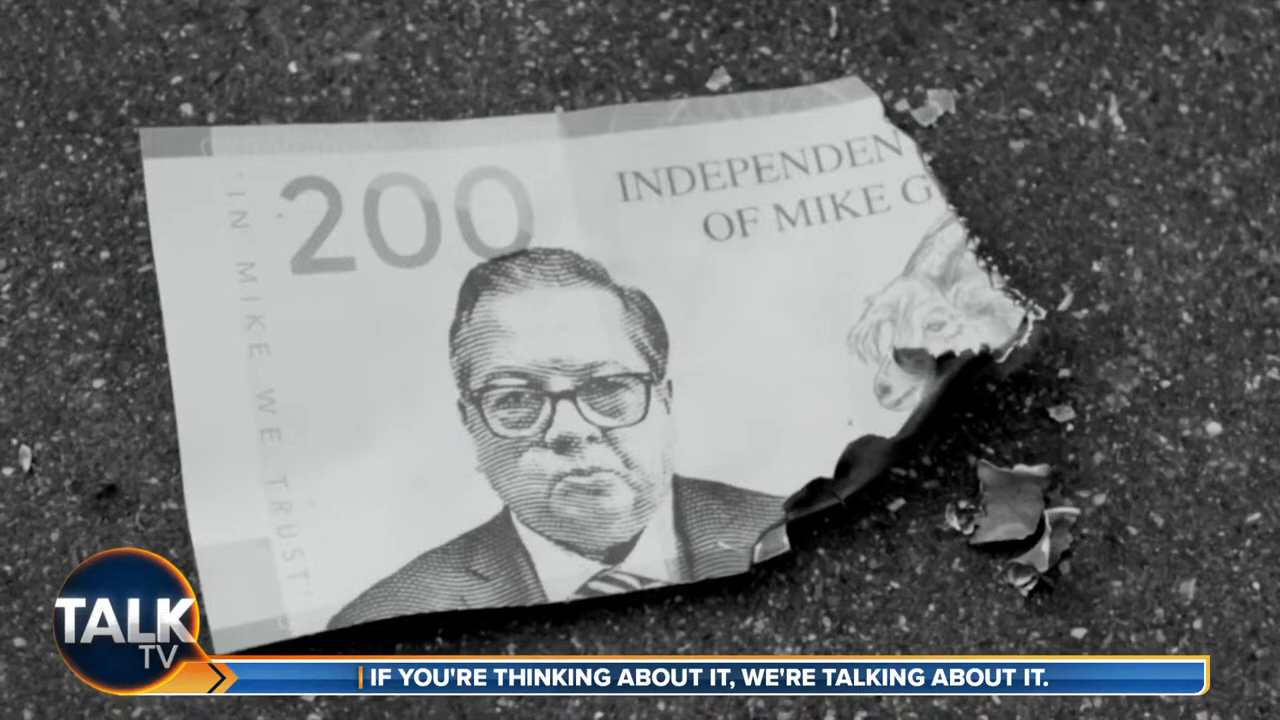 200
INDEPENDEN
OF MIKE G
'IN MIKE WE TRUST'
TALK
TV
IF YOU'RE THINKING ABOUT IT, WE'RE TALKING ABOUT IT.